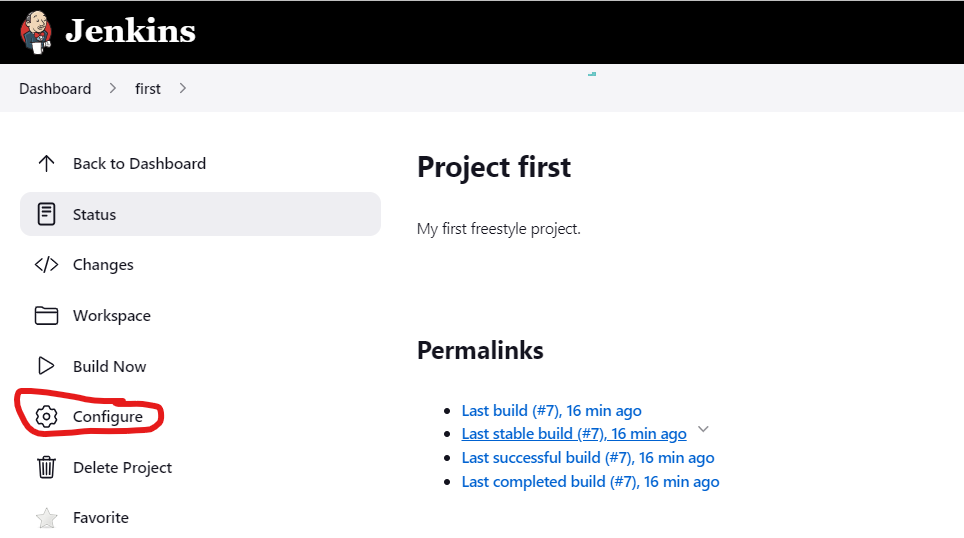 Jenkins
Dashboard > first >
Back to Dashboard
Status
Changes
Workspace
Build Now
Configure
Delete Project
Favorite
Project first
My first freestyle project.
Permalinks
Last build (#7), 16 min ago
Last stable build (#7), 16 min ago
Last successful build (#7), 16 min ago
Last completed build (#7), 16 min ago